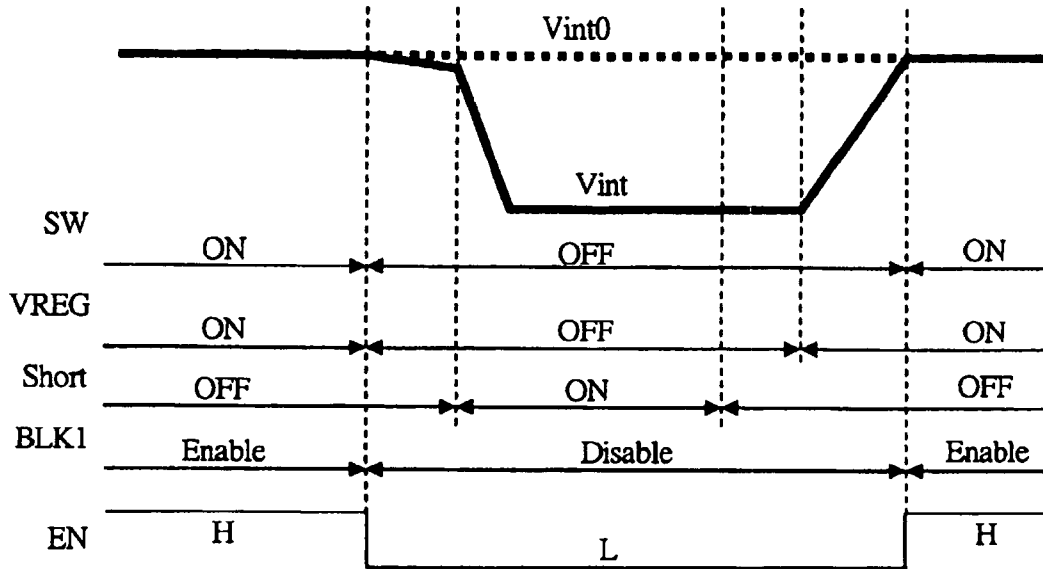 Vint0
Vint
SW
ON OFF ON
VREG
ON OFF ON
Short
OFF ON OFF
BLK1
Enable Disable Enable
EN
H L H